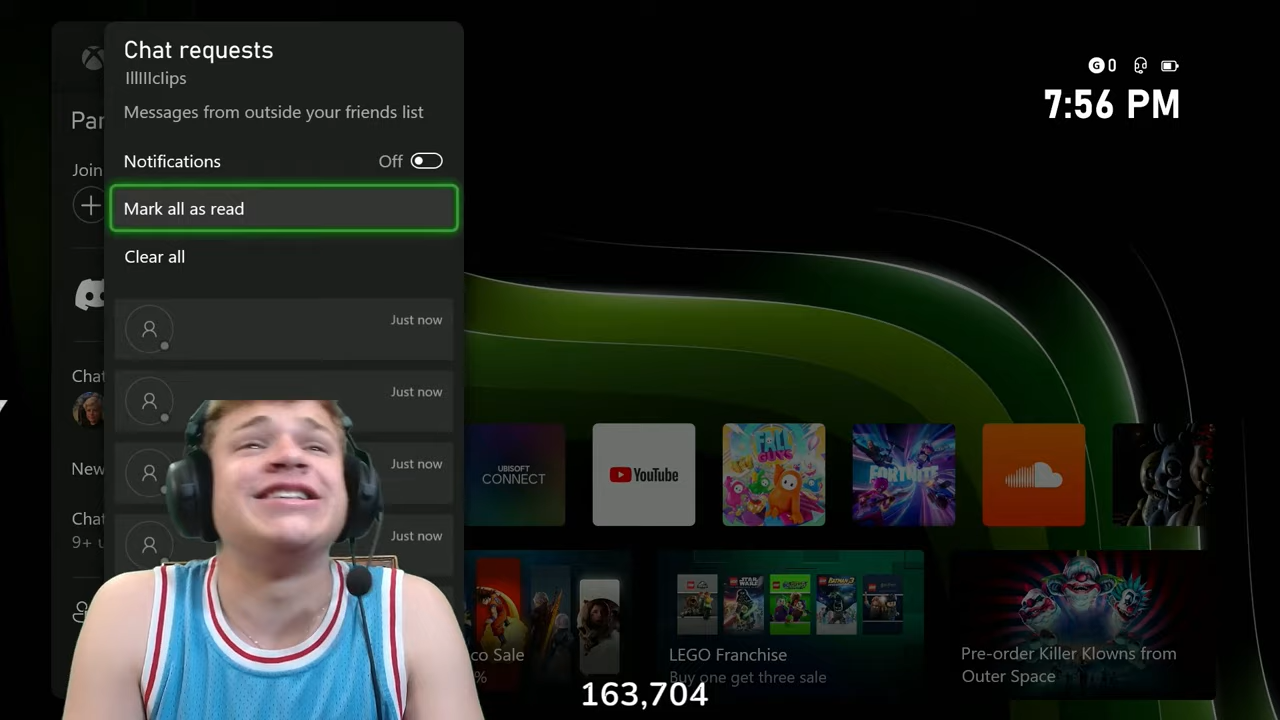 Chat requests
IIIIIIclips
Messages from outside your friends list
Notifications
Off
Mark all as read
Clear all
Just now
Just now
Just now
Just now
Par
Join
Chat
New
Chat
9+ u
G 0
7:56 PM
UBISOFT
CONNECT
YouTube
FALL
GUYS
FORTNITE
co Sale
%
LEGO Franchise
Buy one get three sale
Pre-order Killer Klowns from
Outer Space
163,704